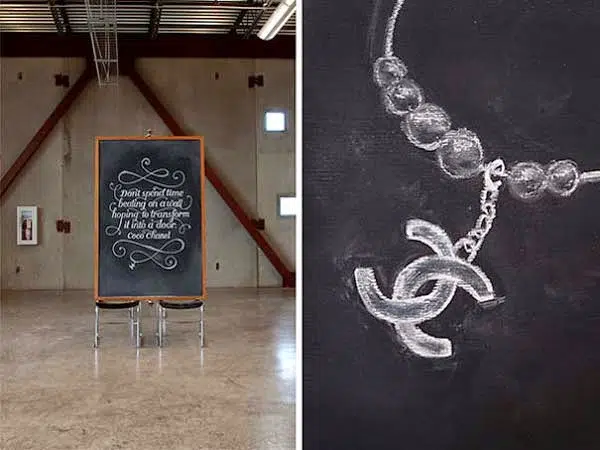 Don't spend time
beating on a wall
hoping to transform
it into a door.
Coco Chanel